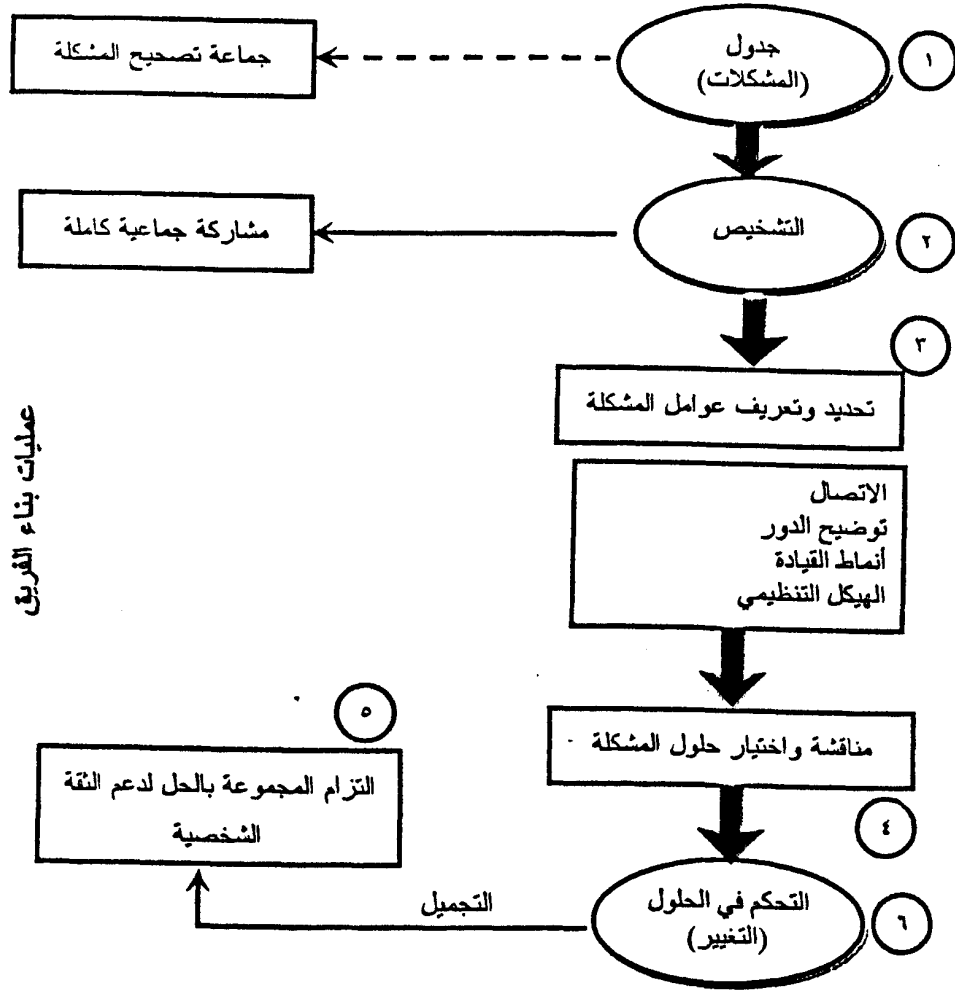 جدول
(المشكلات)
١
جماعة تصحيح المشكلة
التشخيص
٢
مشاركة جماعية كاملة
٣
تحديد وتعريف عوامل المشكلة
الاتصال
توضيح الدور
أنماط القيادة
الهيكل التنظيمي
عمليات بناء الفريق
مناقشة واختيار حلول المشكلة
٤
٥
التزام المجموعة بالحل لدعم الثقة
الشخصية
التجميل
التحكم في الحلول
(التغيير)
٦